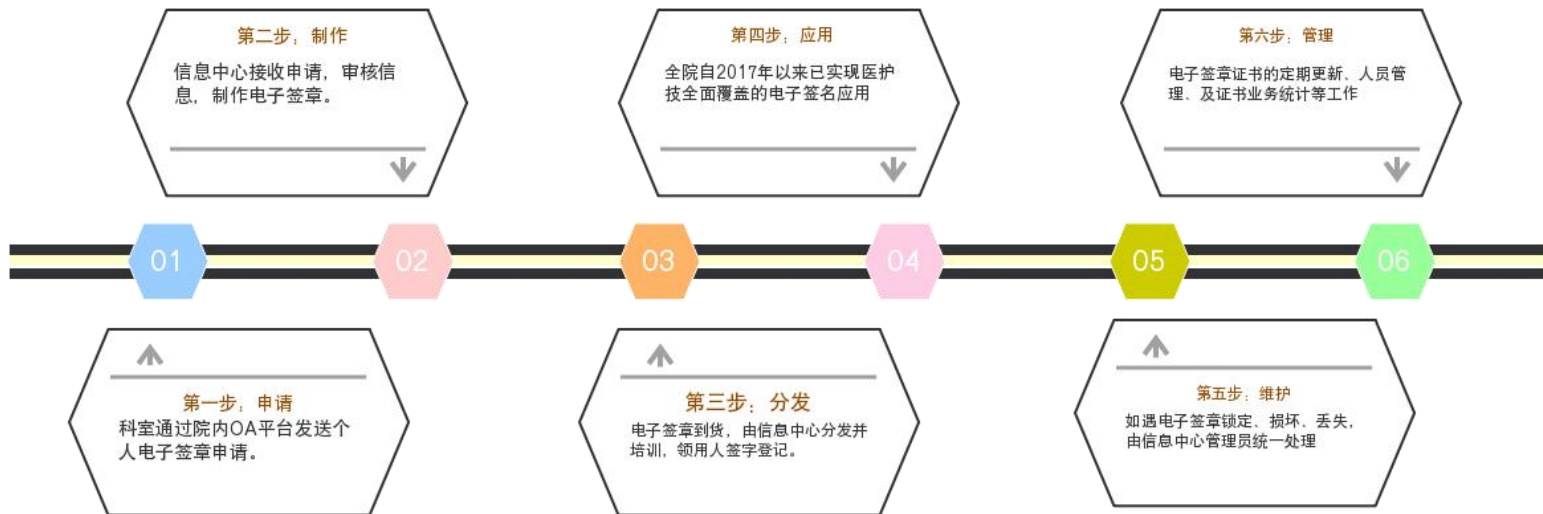 第二步：制作
信息中心接收申请，审核信
息，制作电子签章。
第四步：应用
全院自2017年以来已实现医护
技全面覆盖的电子签名应用
第六步：管理
电子签章证书的定期更新、人员管
理、及证书业务统计等工作
01
02
03
04
05
06
第一步：申请
科室通过院内OA平台发送个
人电子签章申请。
第三步：分发
电子签章到货，由信息中心分发并
培训，领用人签字登记。
第五步：维护
如遇电子签章锁定、损坏、丢失，
由信息中心管理员统一处理